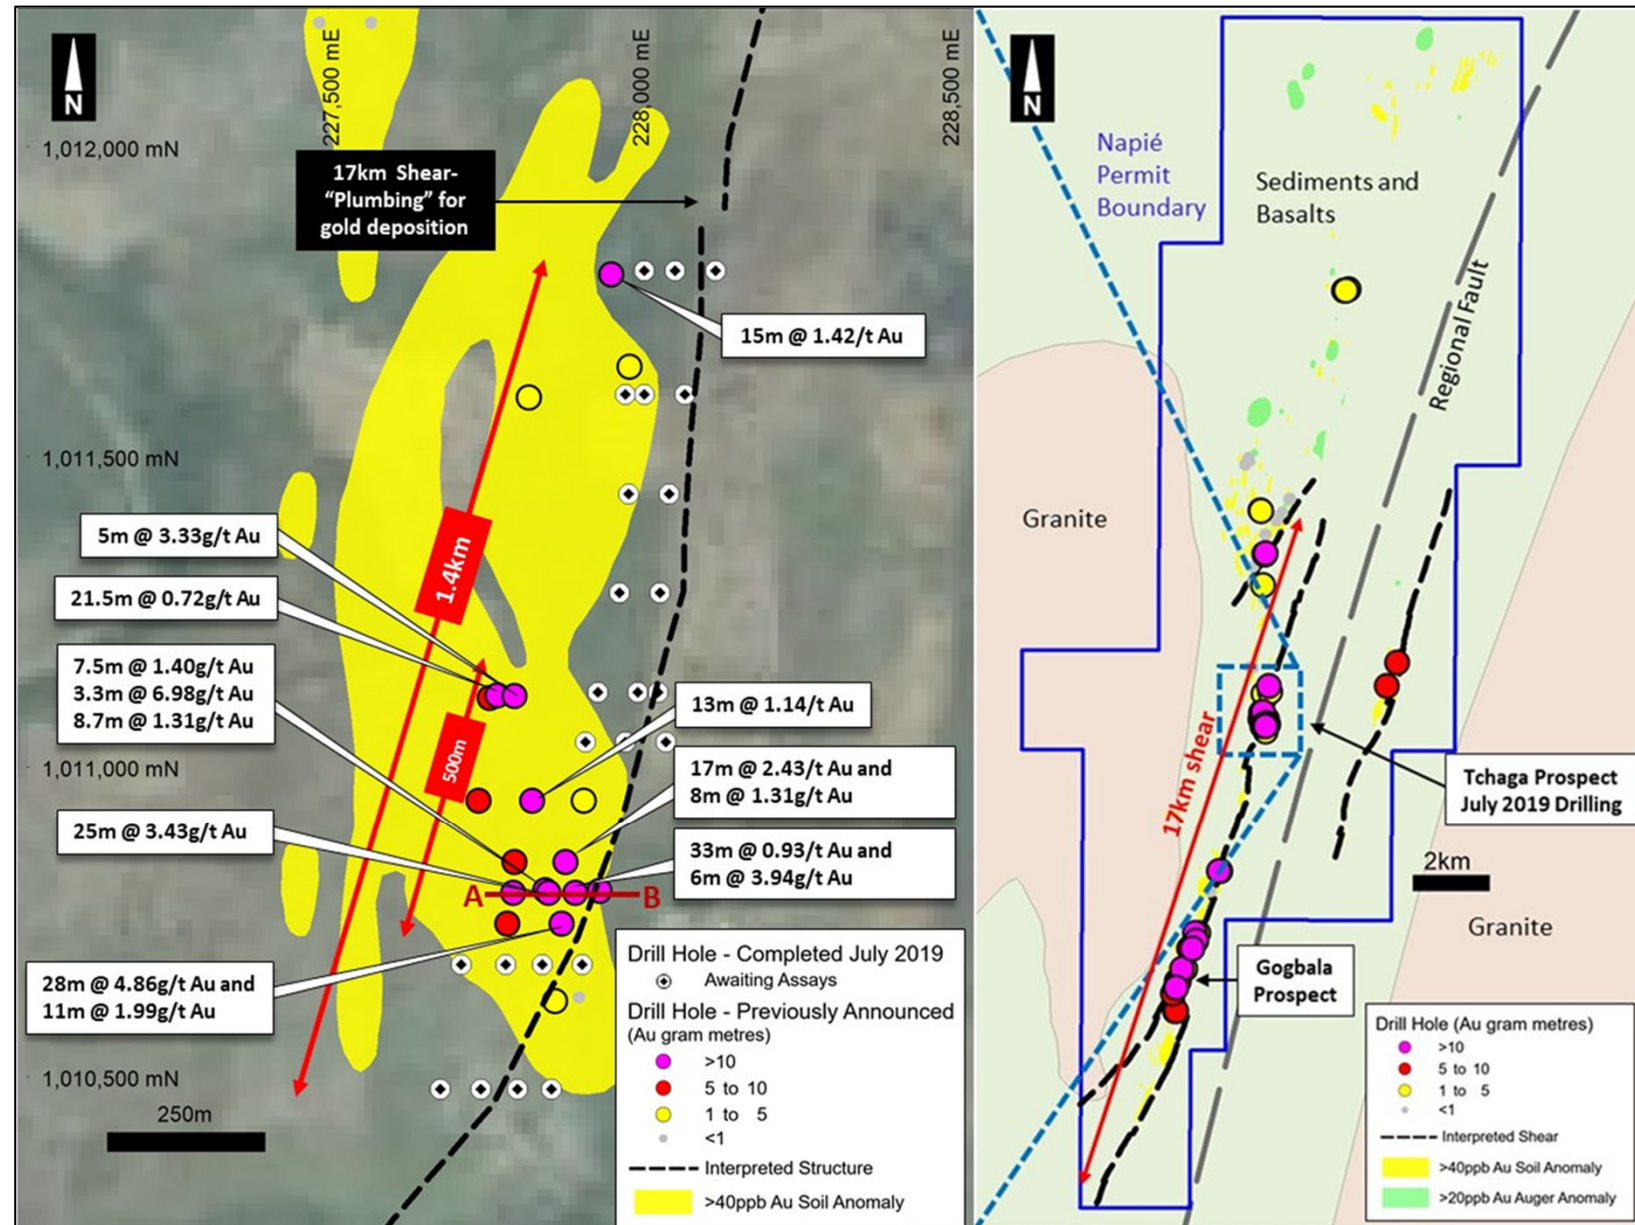 N
227,500 mE
228,000 mE
228,500 mE
1,012,000 mN
17km Shear-
“Plumbing” for
gold deposition
15m @ 1.42/t Au
1,011,500 mN
5m @ 3.33g/t Au
1.4km
21.5m @ 0.72g/t Au
7.5m @ 1.40g/t Au
3.3m @ 6.98g/t Au
8.7m @ 1.31g/t Au
13m @ 1.14/t Au
500m
1,011,000 mN
17m @ 2.43/t Au and
8m @ 1.31g/t Au
25m @ 3.43g/t Au
33m @ 0.93/t Au and
6m @ 3.94g/t Au
A
B
28m @ 4.86g/t Au and
11m @ 1.99g/t Au
1,010,500 mN
250m
Drill Hole - Completed July 2019
Awaiting Assays
Drill Hole - Previously Announced
(Au gram metres)
>10
5 to 10
1 to 5
<1
Interpreted Structure
>40ppb Au Soil Anomaly
N
Napié
Permit
Boundary
Sediments and
Basalts
Regional Fault
Granite
17km shear
Tchaga Prospect
July 2019 Drilling
2km
Granite
Gogbala
Prospect
Drill Hole (Au gram metres)
>10
5 to 10
1 to 5
<1
Interpreted Shear
>40ppb Au Soil Anomaly
>20ppb Au Auger Anomaly